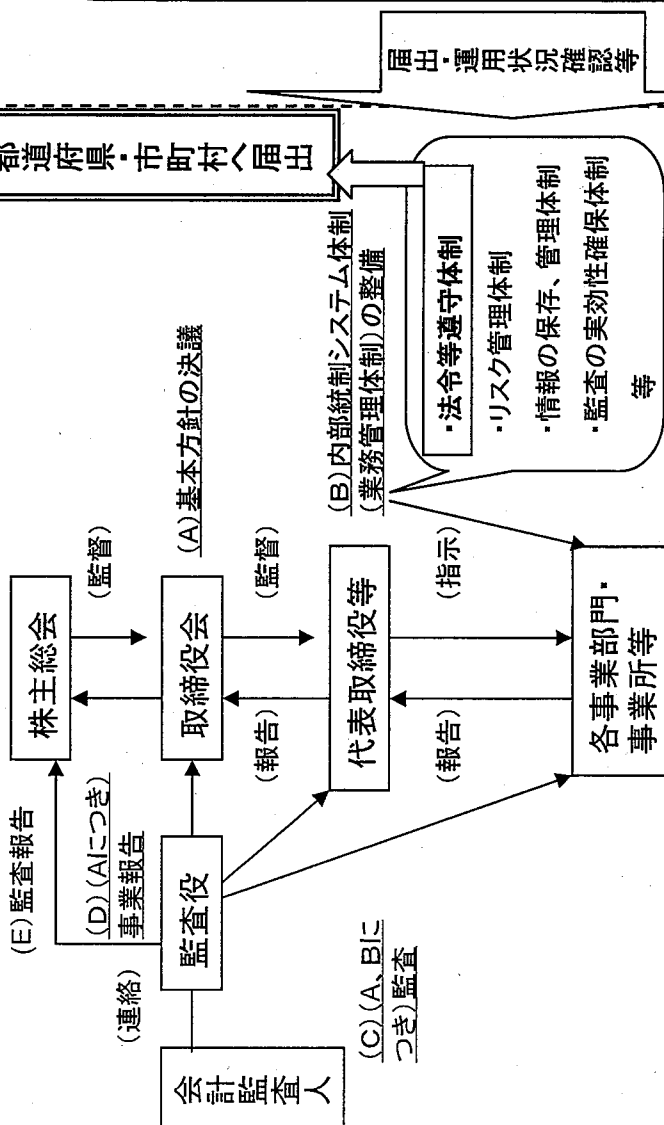 届出・運用状況確認等
都道府県・市町村へ届出
(B)内部統制システム体制
(業務管理体制)の整備
・法令等遵守体制
・リスク管理体制
・情報の保存、管理体制
・監査の実効性確保体制
等
(A)基本方針の決議
株主総会
(監督)
取締役会
(監督)
(報告)
代表取締役等
(指示)
(報告)
各事業部門・
事業所等
(E)監査報告
(D)(Aにつき)
事業報告
監査役
(連絡)
会計監査人
(C)(A、Bに
つき)監査